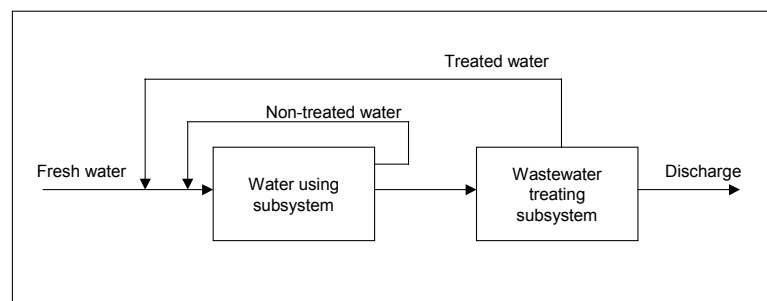 Treated water
Non-treated water
Fresh water
Water using
subsystem
Wastewater
treating
subsystem
Discharge